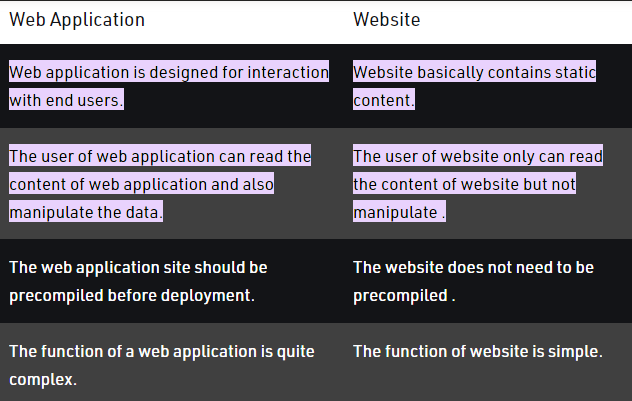 Web Application
Website
Web application is designed for interaction
with end users.
Website basically contains static
content.
The user of web application can read the
content of web application and also
manipulate the data.
The user of website only can read
the content of website but not
manipulate .
The web application site should be
precompiled before deployment.
The website does not need to be
precompiled .
The function of a web application is quite
complex.
The function of website is simple.